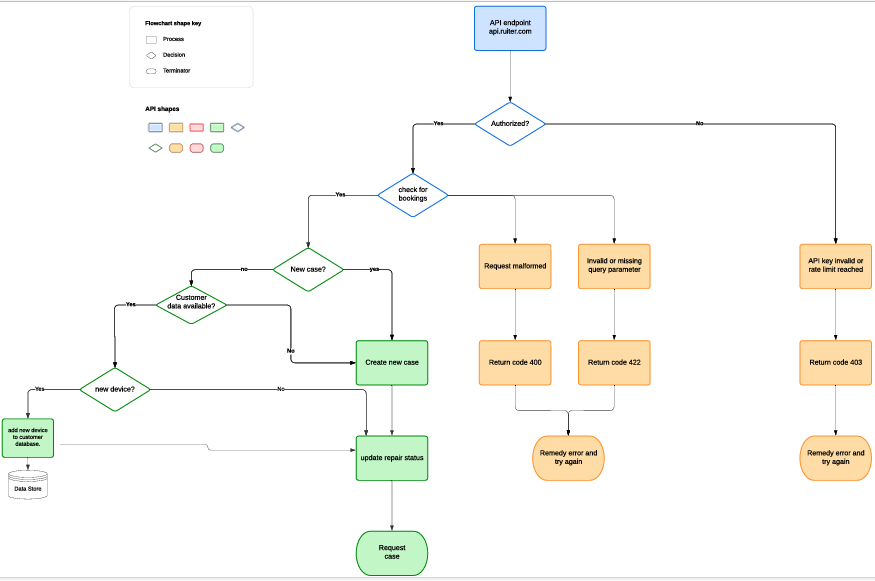 Flowchart shape key
Process
Decision
Terminator
API shapes
API endpoint
api.ruiter.com
Authorized?
Yes
No
check for
bookings
Yes
New case?
no
yes
Request malformed
Invalid or missing
query parameter
API key invalid or
rate limit reached
Customer
data available?
Yes
No
Create new case
Return code 400
Return code 422
Return code 403
new device?
Yes
No
add new device
to customer
database.
Data Store
update repair status
Remedy error and
try again
Remedy error and
try again
Request
case